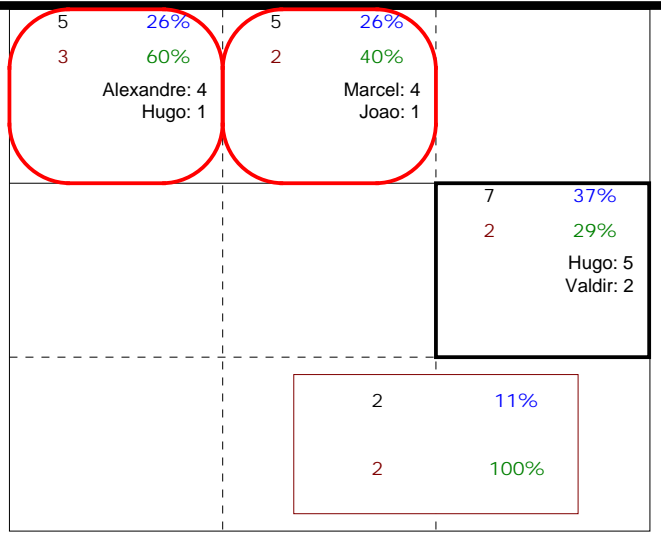 5 26% 5 26%
3 60% 2 40%
Alexandre: 4 Marcel: 4
Hugo: 1 Joao: 1
7 37%
2 29%
Hugo: 5
Valdir: 2
2 11%
2 100%